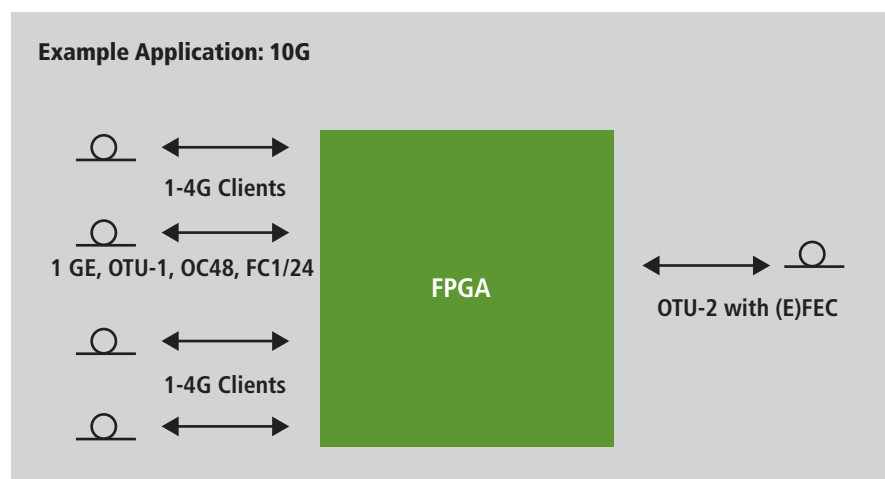 Example Application: 10G
1-4G Clients
1 GE, OTU-1, OC48, FC1/24
1-4G Clients
FPGA
OTU-2 with (E)FEC